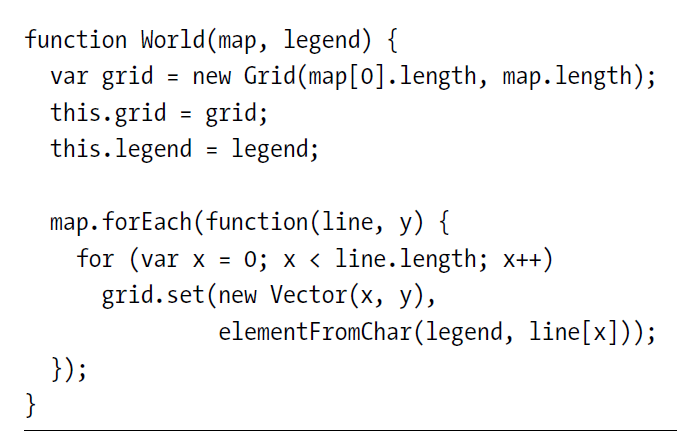 function World(map, legend) {
  var grid = new Grid(map[0].length, map.length);
  this.grid = grid;
  this.legend = legend;

  map.forEach(function(line, y) {
    for (var x = 0; x < line.length; x++)
      grid.set(new Vector(x, y),
               elementFromChar(legend, line[x]));
  });
}